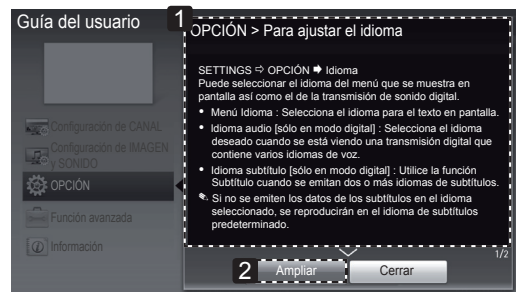 Guía del usuario
1
OPCIÓN > Para ajustar el idioma
SETTINGS ⇨ OPCIÓN ➡ Idioma
Puede seleccionar el idioma del menú que se muestra en
pantalla así como el de la transmisión de sonido digital.
• Menú Idioma : Selecciona el idioma para el texto en pantalla.
• Idioma audio [sólo en modo digital] : Selecciona el idioma
deseado cuando se está viendo una transmisión digital que
contiene varios idiomas de voz.
• Idioma subtítulo [sólo en modo digital] : Utilice la función
Subtítulo cuando se emitan dos o más idiomas de subtítulos.
Si no se emiten los datos de los subtítulos en el idioma
seleccionado, se reproducirán en el idioma de subtítulos
predeterminado.
Configuración de CANAL
Configuración de IMAGEN
y SONIDO
OPCIÓN
Función avanzada
Información
1/2
2
Ampliar
Cerrar